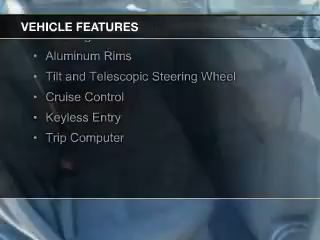 VEHICLE FEATURES
• Aluminum Rims
• Tilt and Telescopic Steering Wheel
• Cruise Control
• Keyless Entry
• Trip Computer